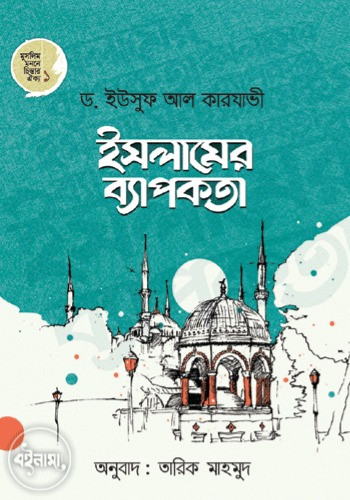 মুসলিম
মননে
চিন্তার
ঐক্য
১
ড. ইউসুফ আল কারযাভী
ইসলামের
ব্যাপকতা
অনুবাদ : তারিক মাহমুদ
বইনামা